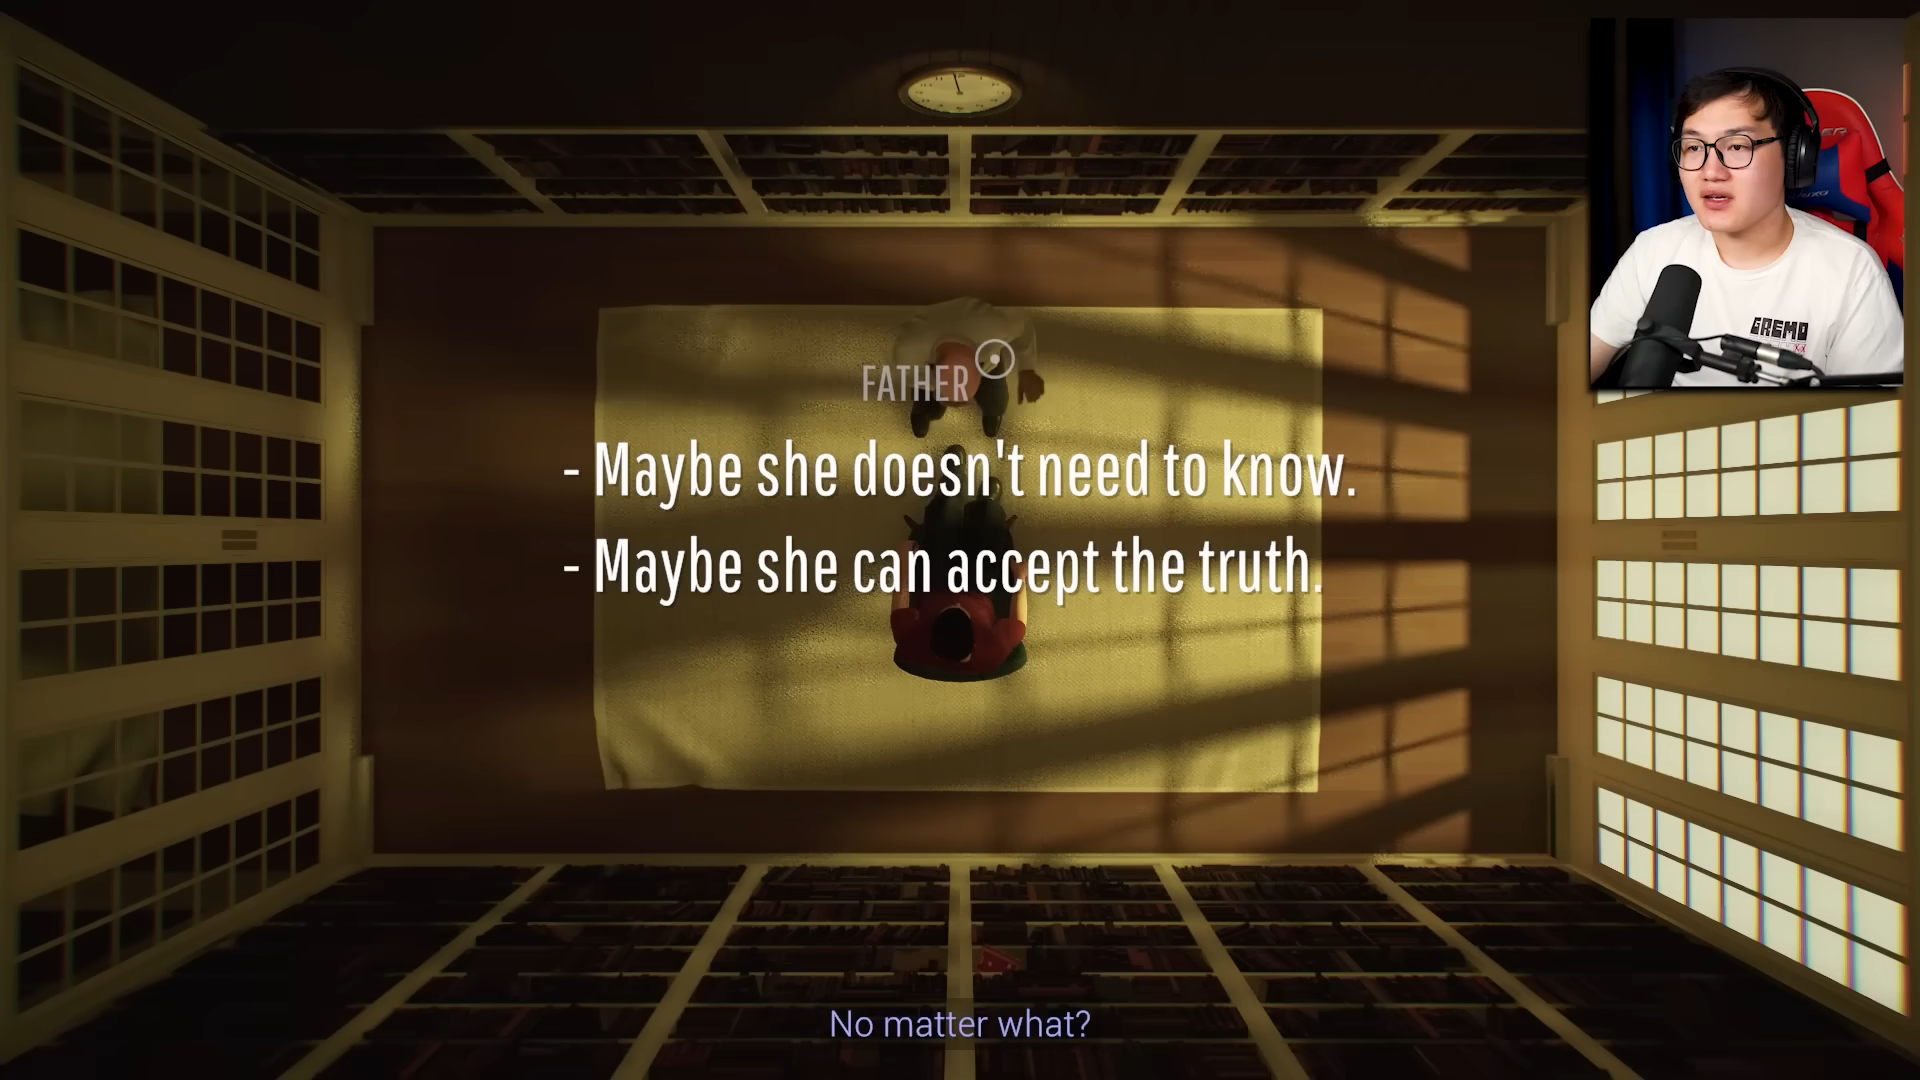 GREMO
FATHER
- Maybe she doesn't need to know.
- Maybe she can accept the truth.
No matter what?